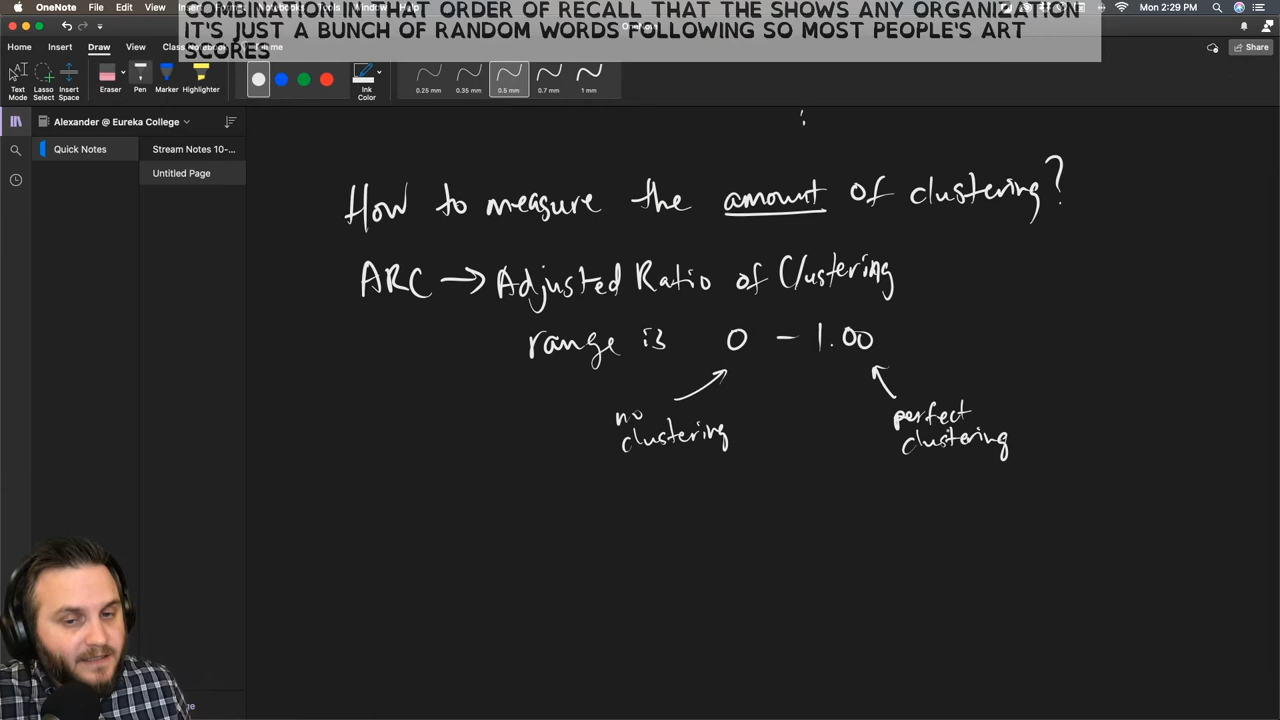 COMBINATION IN THAT ORDER OF RECALL THAT THE SHOWS ANY ORGANIZATION
IT'S JUST A BUNCH OF RANDOM WORDS FOLLOWING SO MOST PEOPLE'S ART
SCORES
OneNote File Edit View
Mon 2:29 PM
Home Insert Draw View
Share
Text Mode
Lasso Select
Insert Space
Eraser
Pen
Marker
Highlighter
Ink Color
0.25 mm
0.35 mm
0.5 mm
0.7 mm
1 mm
Alexander @ Eureka College
Quick Notes
Stream Notes 10-...
Untitled Page
How to measure the amount of clustering?
ARC → Adjusted Ratio of Clustering
range is 0 - 1.00
no
clustering
perfect
clustering